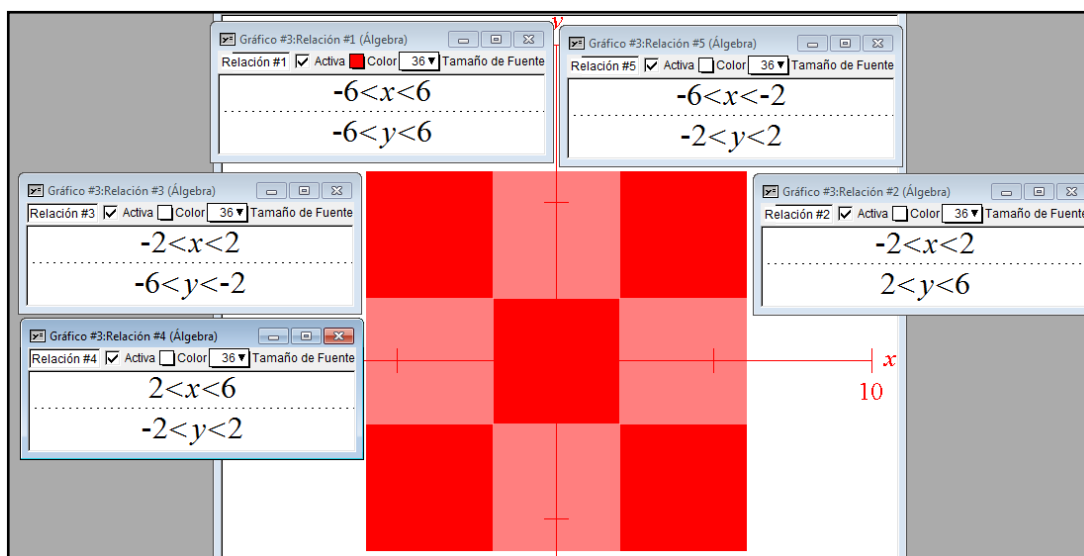 y
Gráfico #3:Relación #1 (Álgebra)
Relación #1 Activa Color 36 Tamaño de Fuente
-6<x<6
-6<y<6
Gráfico #3:Relación #5 (Álgebra)
Relación #5 Activa Color 36 Tamaño de Fuente
-6<x<-2
-2<y<2
Gráfico #3:Relación #3 (Álgebra)
Relación #3 Activa Color 36 Tamaño de Fuente
-2<x<2
-6<y<-2
Gráfico #3:Relación #2 (Álgebra)
Relación #2 Activa Color 36 Tamaño de Fuente
-2<x<2
2<y<6
Gráfico #3:Relación #4 (Álgebra)
Relación #4 Activa Color 36 Tamaño de Fuente
2<x<6
-2<y<2
x
10